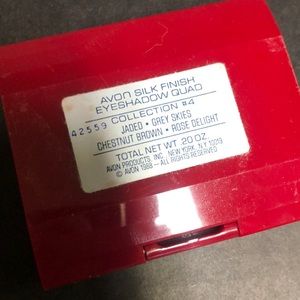 AVON SILK FINISH
EYESHADOW QUAD
42559 COLLECTION #4
JADED • GREY SKIES
CHESTNUT BROWN • ROSE DELIGHT
TOTAL NET WT .20 OZ.
AVON PRODUCTS INC., NEW YORK, N.Y. 10019
© AVON 1988 – ALL RIGHTS RESERVED